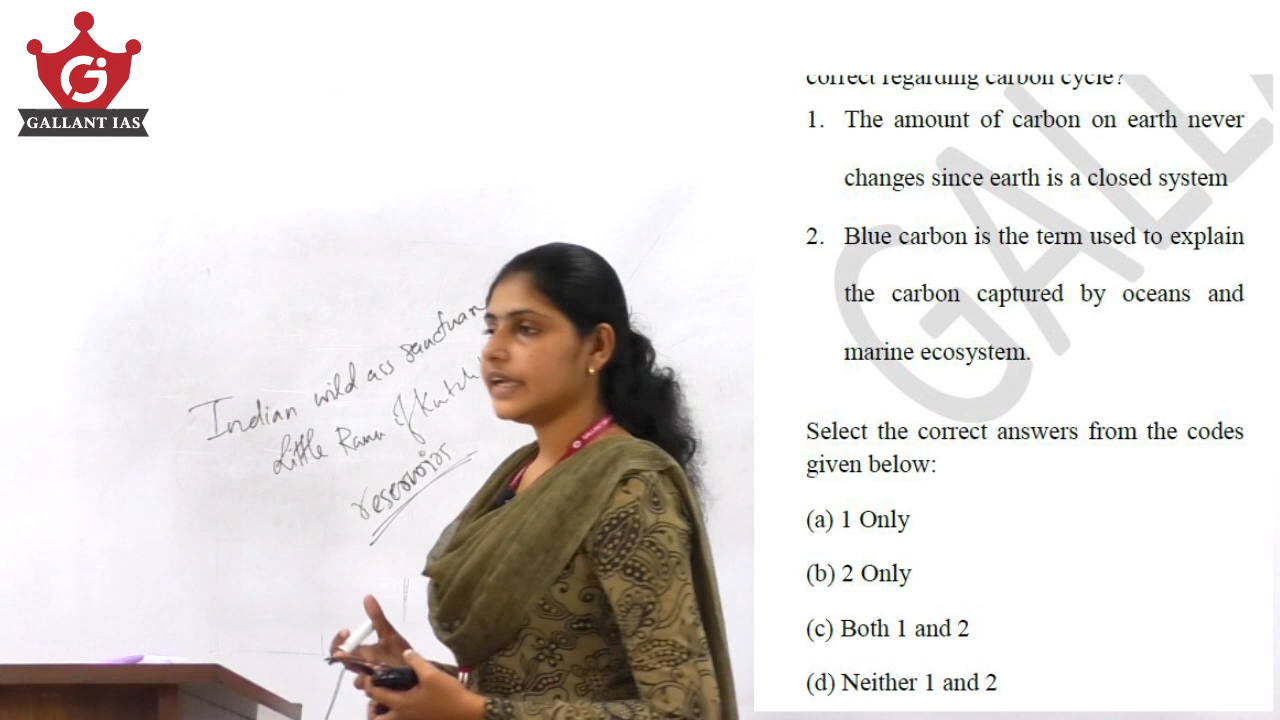 GALLANT IAS
Indian wild ass sanctuar
Little Rann of Kutch
reservoirs
correct regarding carbon cycle?
1. The amount of carbon on earth never
changes since earth is a closed system
2. Blue carbon is the term used to explain
the carbon captured by oceans and
marine ecosystem.
Select the correct answers from the codes
given below:
(a) 1 Only
(b) 2 Only
(c) Both 1 and 2
(d) Neither 1 and 2
GALL